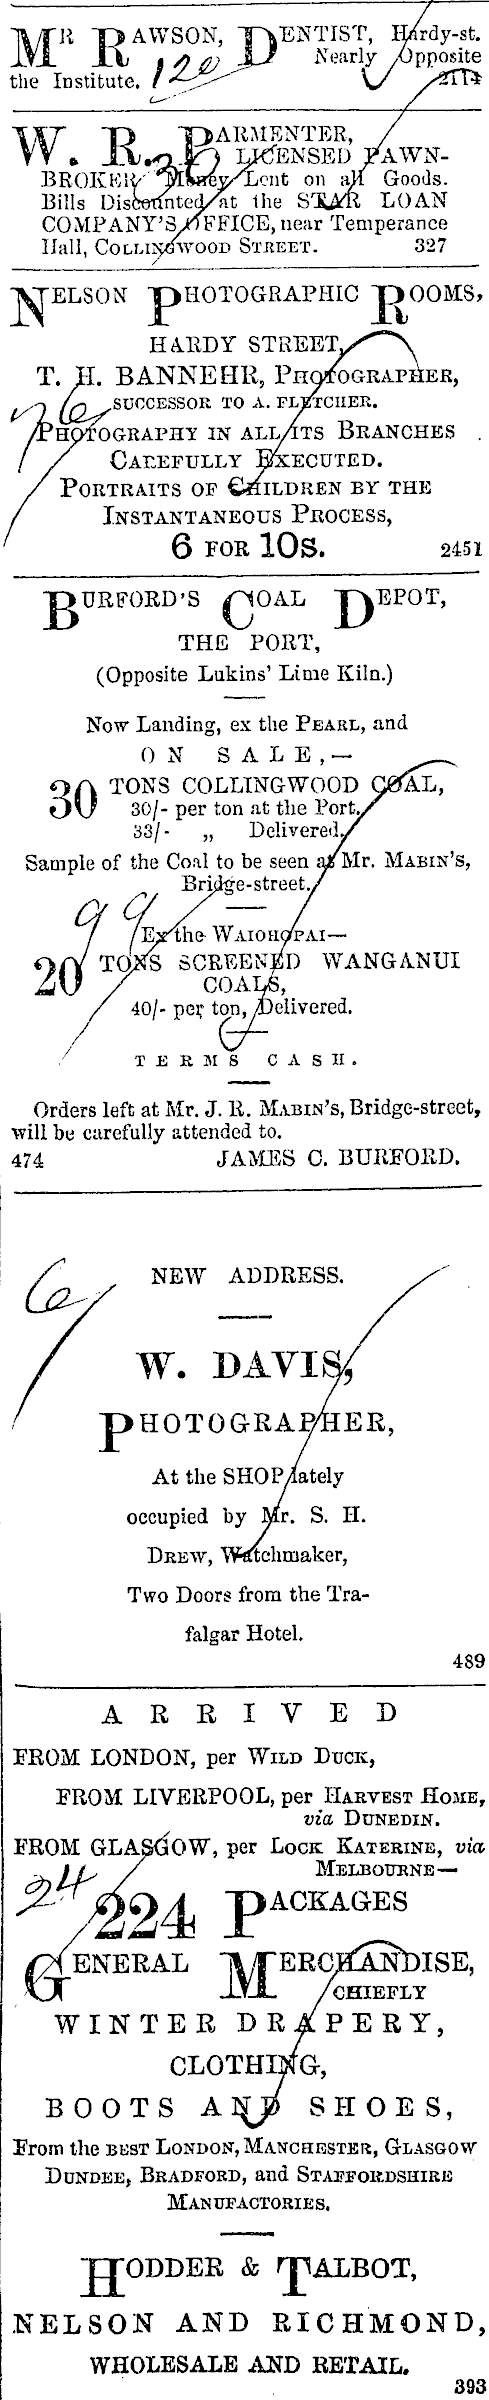 MR RAWSON, DENTIST, Hardy-st.
Nearly Opposite
the Institute. 120 2114
W. R. PARMENTER,
30 LICENSED PAWN-
BROKER Money Lent on all Goods.
Bills Discounted at the STAR LOAN
COMPANY'S OFFICE, near Temperance
Hall, COLLINGWOOD STREET. 327
NELSON PHOTOGRAPHIC ROOMS,
HARDY STREET,
T. H. BANNEHR, PHOTOGRAPHER,
76 SUCCESSOR TO A. FLETCHER.
PHOTOGRAPHY IN ALL ITS BRANCHES
CAREFULLY EXECUTED.
PORTRAITS OF CHILDREN BY THE
INSTANTANEOUS PROCESS,
6 FOR 10S. 2451
BURFORD'S COAL DEPOT,
THE PORT,
(Opposite Lukins' Lime Kiln.)
Now Landing, ex the PEARL, and
ON SALE,—
30 TONS COLLINGWOOD COAL,
30/- per ton at the Port.
33/- „ Delivered.
Sample of the Coal to be seen at Mr. MABIN'S,
Bridge-street.
99 Ex the WAIOHOPAI—
20 TONS SCREENED WANGANUI
COALS,
40/- per ton, Delivered.
TERMS CASH.
Orders left at Mr. J. R. MABIN'S, Bridge-street,
will be carefully attended to.
474 JAMES C. BURFORD.
6 NEW ADDRESS.
W. DAVIS,
PHOTOGRAPHER,
At the SHOP lately
occupied by Mr. S. H.
DREW, Watchmaker,
Two Doors from the Tra-
falgar Hotel.
489
ARRIVED
FROM LONDON, per WILD DUCK,
FROM LIVERPOOL, per HARVEST HOME,
via DUNEDIN.
FROM GLASGOW, per LOCK KATERINE, via
MELBOURNE—
24
224 PACKAGES
GENERAL MERCHANDISE,
CHIEFLY
WINTER DRAPERY,
CLOTHING,
BOOTS AND SHOES,
From the BEST LONDON, MANCHESTER, GLASGOW
DUNDEE, BRADFORD, and STAFFORDSHIRE
MANUFACTORIES.
HODDER & TALBOT,
NELSON AND RICHMOND,
WHOLESALE AND RETAIL.
393